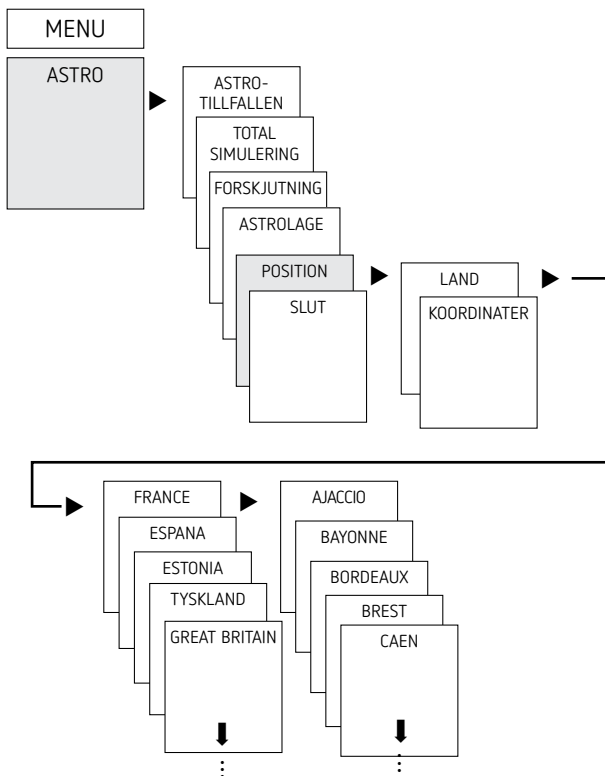 MENU
ASTRO
ASTRO-
TILLFALLEN
TOTAL
SIMULERING
FORSKJUTNING
ASTROLAGE
POSITION
SLUT
LAND
KOORDINATER
FRANCE
ESPANA
ESTONIA
TYSKLAND
GREAT BRITAIN
AJACCIO
BAYONNE
BORDEAUX
BREST
CAEN